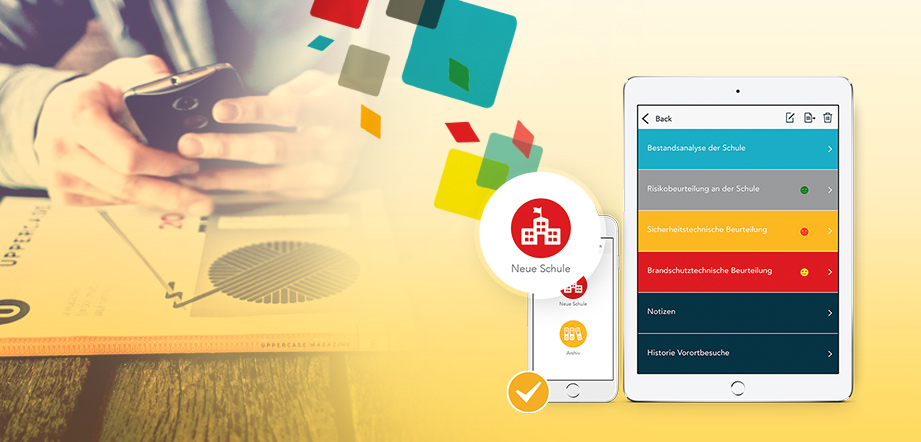 UPPERCASE
20
UPPERCASE MAGAZINE
Neue Schule
Neue Schule
Archiv
Back
Bestandsanalyse der Schule
Risikobeurteilung an der Schule
Sicherheitstechnische Beurteilung
Brandschutztechnische Beurteilung
Notizen
Historie Vorortbesuche